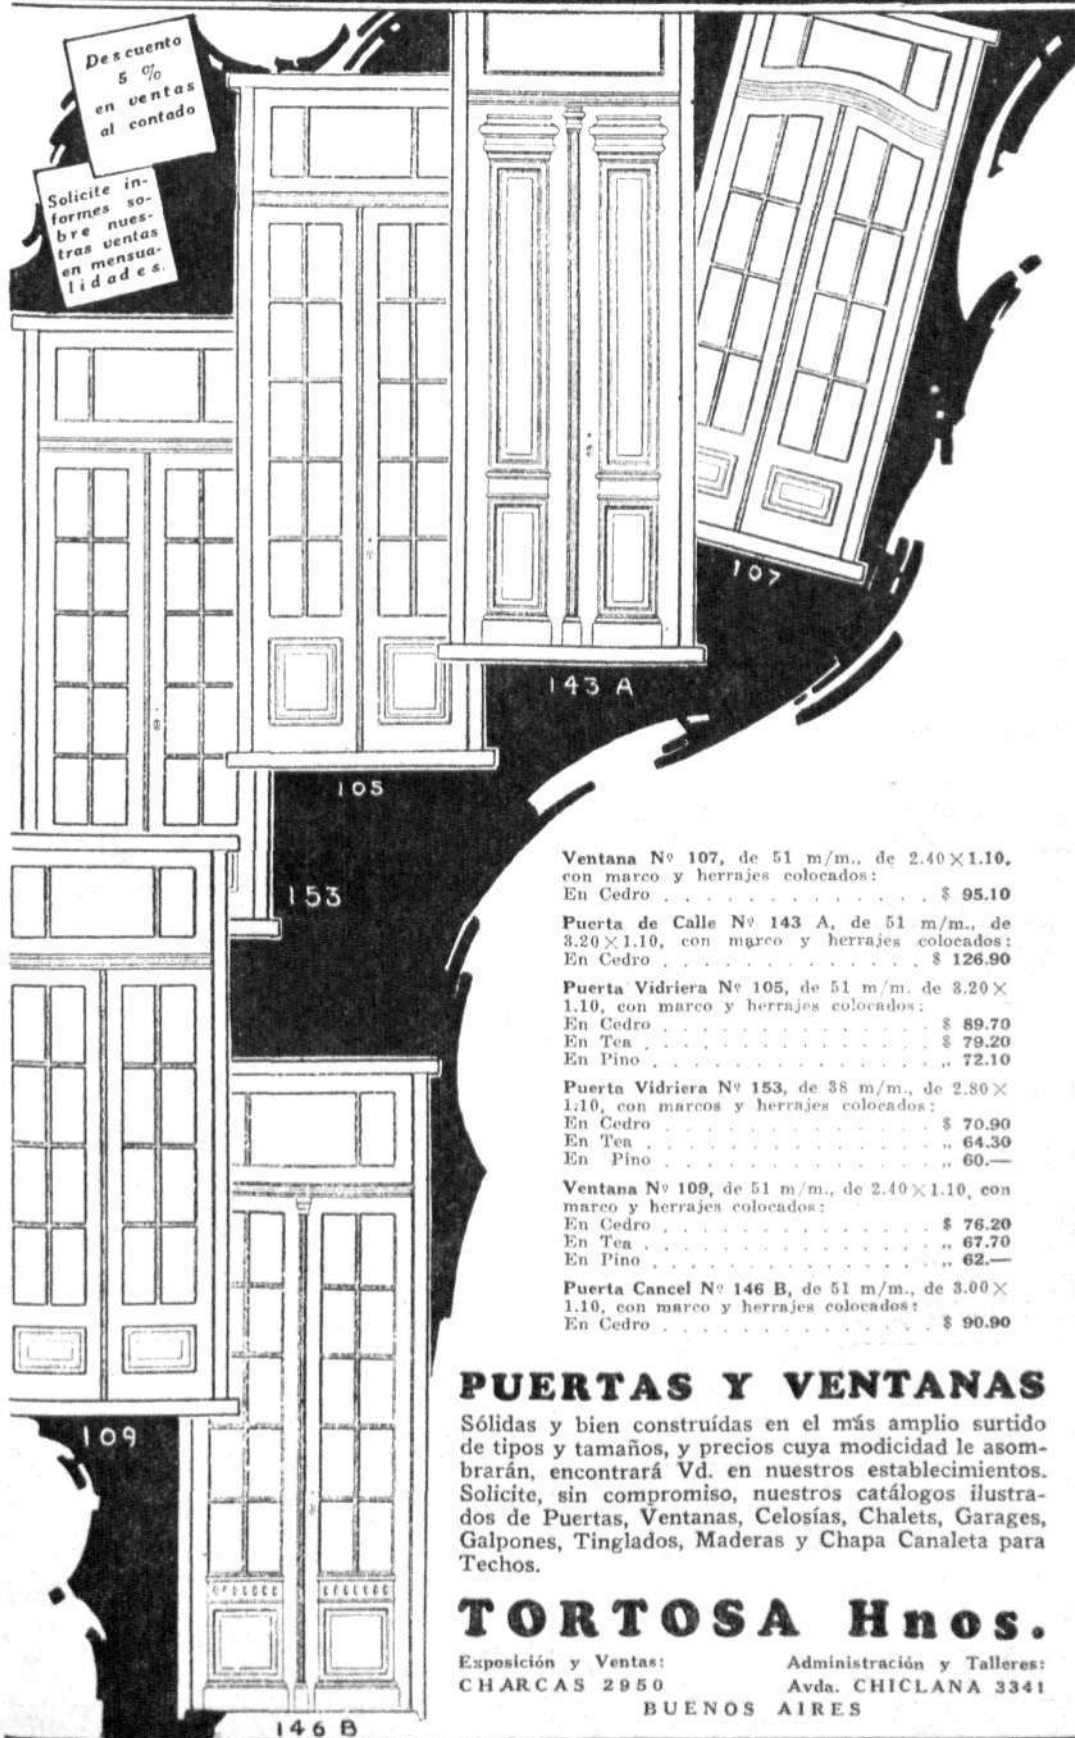 Descuento
5 %
en ventas
al contado
Solicite in-
formes so-
bre nues-
tras ventas
en mensua-
lidades.
107
143 A
105
153
109
146 B
Ventana Nº 107, de 51 m/m., de 2.40×1.10,
con marco y herrajes colocados:
En Cedro . . . . . . . . . . . . . . $ 95.10
Puerta de Calle Nº 143 A, de 51 m/m., de
3.20×1.10, con marco y herrajes colocados:
En Cedro . . . . . . . . . . . . . $ 126.90
Puerta Vidriera Nº 105, de 51 m/m. de 3.20×
1.10, con marco y herrajes colocados:
En Cedro . . . . . . . . . . . . . . $ 89.70
En Tea . . . . . . . . . . . . . . . $ 79.20
En Pino . . . . . . . . . . . . . . „ 72.10
Puerta Vidriera Nº 153, de 38 m/m., de 2.80×
1.10, con marcos y herrajes colocados:
En Cedro . . . . . . . . . . . . . . $ 70.90
En Tea . . . . . . . . . . . . . . . „ 64.30
En Pino . . . . . . . . . . . . . . „ 60.—
Ventana Nº 109, de 51 m/m., de 2.40×1.10, con
marco y herrajes colocados:
En Cedro . . . . . . . . . . . . . . $ 76.20
En Tea . . . . . . . . . . . . . . . „ 67.70
En Pino . . . . . . . . . . . . . . „ 62.—
Puerta Cancel Nº 146 B, de 51 m/m., de 3.00×
1.10, con marco y herrajes colocados:
En Cedro . . . . . . . . . . . . . . $ 90.90
PUERTAS Y VENTANAS
Sólidas y bien construídas en el más amplio surtido
de tipos y tamaños, y precios cuya modicidad le asom-
brarán, encontrará Vd. en nuestros establecimientos.
Solicite, sin compromiso, nuestros catálogos ilustra-
dos de Puertas, Ventanas, Celosías, Chalets, Garages,
Galpones, Tinglados, Maderas y Chapa Canaleta para
Techos.
TORTOSA Hnos.
Exposición y Ventas:
CHARCAS 2950
Administración y Talleres:
Avda. CHICLANA 3341
BUENOS AIRES